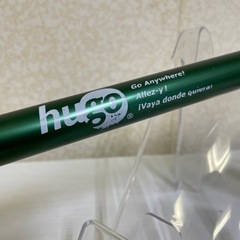 hugo®
Go Anywhere!
Allez-y !
¡Vaya donde quiera!